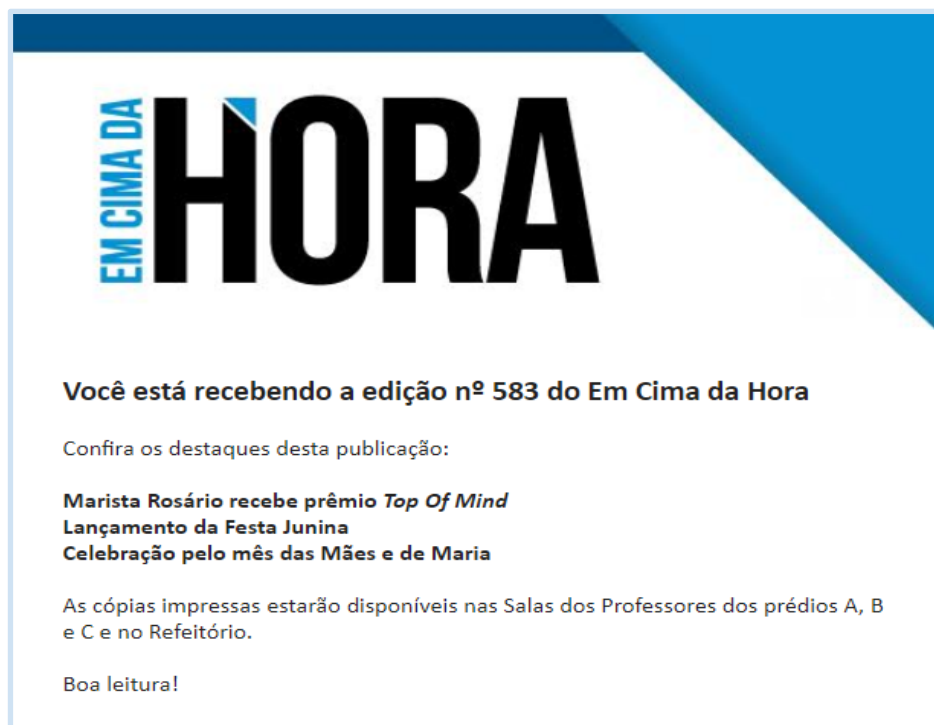 EM CIMA DA
HORA
Você está recebendo a edição nº 583 do Em Cima da Hora
Confira os destaques desta publicação:
Marista Rosário recebe prêmio Top Of Mind
Lançamento da Festa Junina
Celebração pelo mês das Mães e de Maria
As cópias impressas estarão disponíveis nas Salas dos Professores dos prédios A, B
e C e no Refeitório.
Boa leitura!